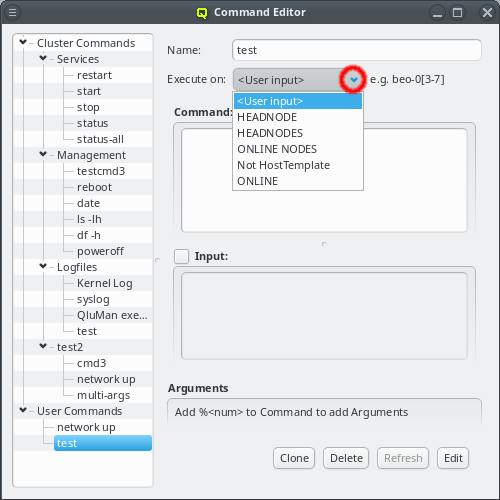 Command Editor
Cluster Commands
Services
restart
start
stop
status
status-all
Management
testcmd3
reboot
date
ls -lh
df -h
poweroff
Logfiles
Kernel Log
syslog
QluMan exe...
test
test2
cmd3
network up
multi-args
User Commands
network up
test
Name: test
Execute on: <User input> e.g. beo-0[3-7]
<User input>
HEADNODE
HEADNODES
ONLINE NODES
Not HostTemplate
ONLINE
Command:
Input:
Arguments
Add %<num> to Command to add Arguments
Clone Delete Refresh Edit